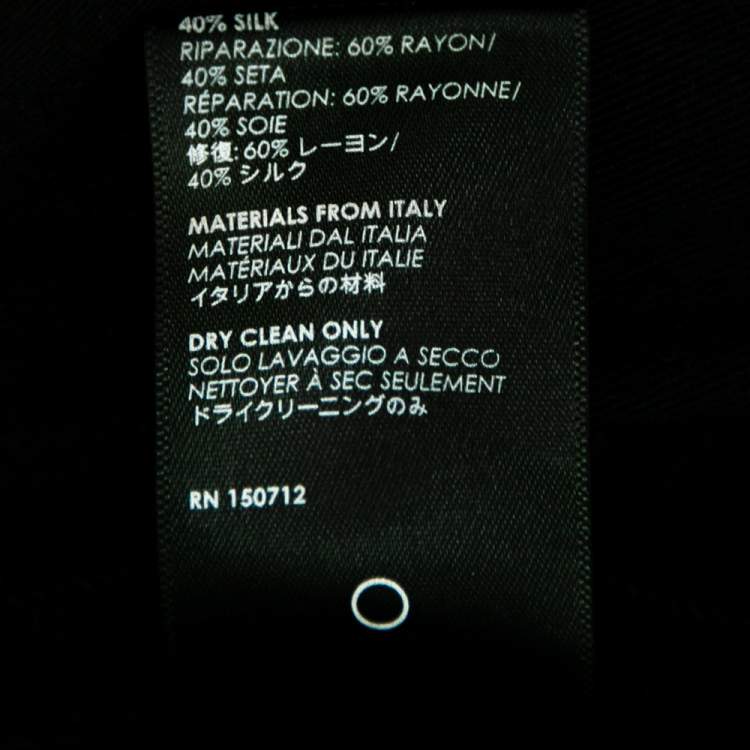 40% SILK
RIPARAZIONE: 60% RAYON/
40% SETA
RÉPARATION: 60% RAYONNE/
40% SOIE
修復: 60% レーヨン/
40% シルク
MATERIALS FROM ITALY
MATERIALI DAL ITALIA
MATÉRIAUX DU ITALIE
イタリアからの材料
DRY CLEAN ONLY
SOLO LAVAGGIO A SECCO
NETTOYER À SEC SEULEMENT
ドライクリーニングのみ
RN 150712